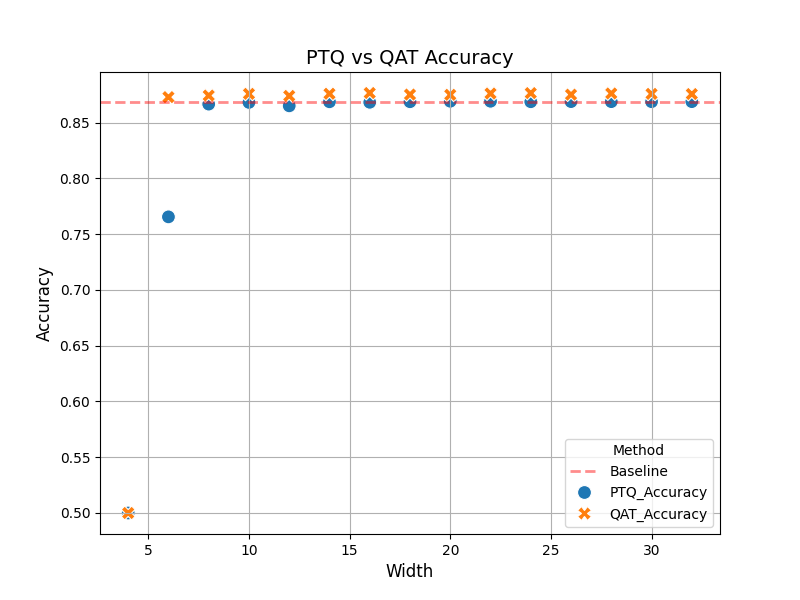 PTQ vs QAT Accuracy
Accuracy
0.85
0.80
0.75
0.70
0.65
0.60
0.55
0.50
5
10
15
20
25
30
Width
Method
Baseline
PTQ_Accuracy
QAT_Accuracy